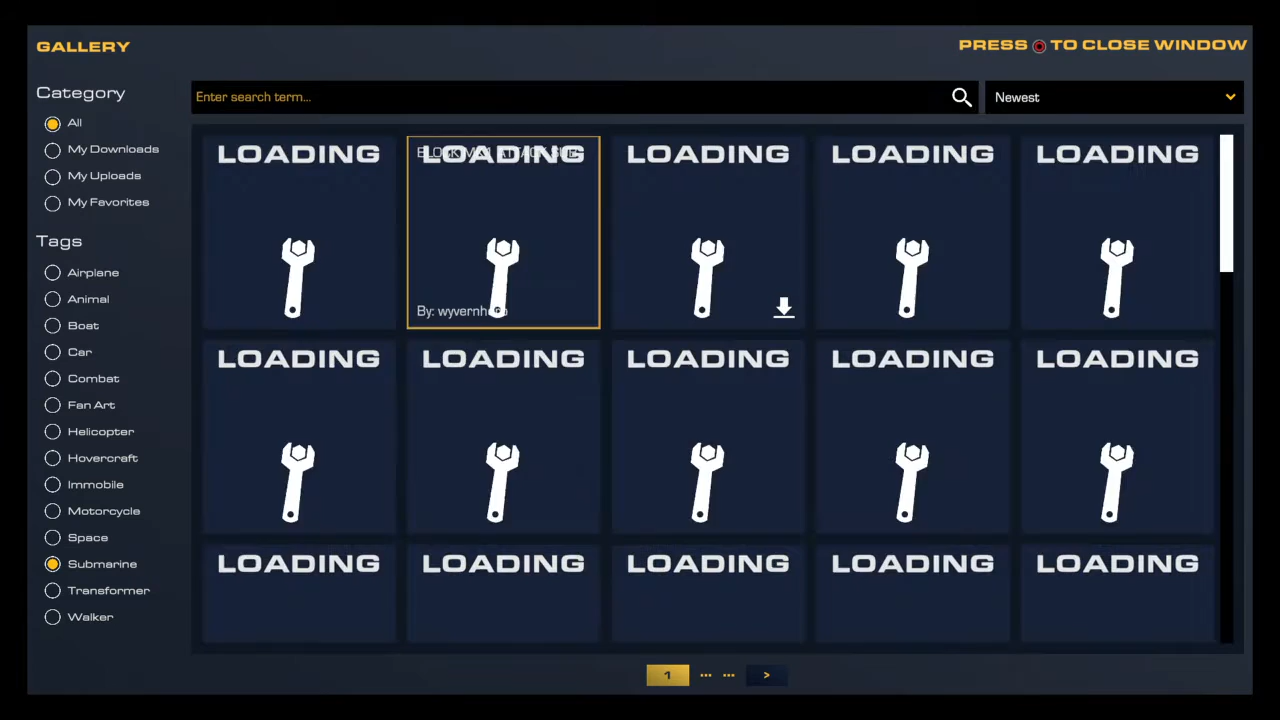 GALLERY
PRESS TO CLOSE WINDOW
Category
All
My Downloads
My Uploads
My Favorites
Tags
Airplane
Animal
Boat
Car
Combat
Fan Art
Helicopter
Hovercraft
Immobile
Motorcycle
Space
Submarine
Transformer
Walker
Enter search term...
Newest
LOADING
LOADING
LOADING
LOADING
LOADING
By:
LOADING
LOADING
LOADING
LOADING
LOADING
LOADING
LOADING
LOADING
LOADING
LOADING
1 ... ... >